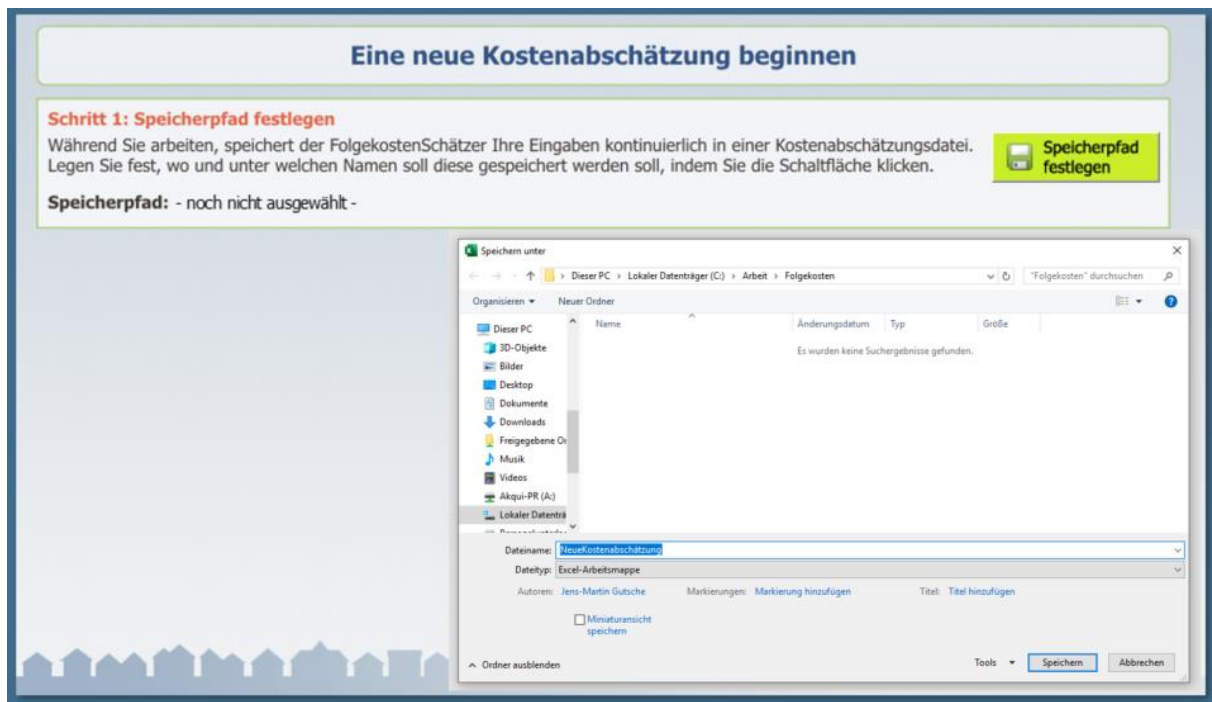 Eine neue Kostenabschätzung beginnen
Schritt 1: Speicherpfad festlegen
Während Sie arbeiten, speichert der FolgekostenSchätzer Ihre Eingaben kontinuierlich in einer Kostenabschätzungsdatei.
Legen Sie fest, wo und unter welchen Namen soll diese gespeichert werden soll, indem Sie die Schaltfläche klicken.
Speicherpfad
festlegen
Speicherpfad: - noch nicht ausgewählt -
Speichern unter
Dieser PC › Lokaler Datenträger (C:) › Arbeit › Folgekosten
"Folgekosten" durchsuchen
Organisieren Neuer Ordner
Name Änderungsdatum Typ Größe
Es wurden keine Suchergebnisse gefunden.
Dieser PC
3D-Objekte
Bilder
Desktop
Dokumente
Downloads
Freigegebene Or
Musik
Videos
Akqui-PR (A:)
Lokaler Datenträ
Dateiname: NeueKostenabschätzung
Dateityp: Excel-Arbeitsmappe
Autoren: Jens-Martin Gutsche Markierungen: Markierung hinzufügen Titel: Titel hinzufügen
Miniaturansicht
speichern
Ordner ausblenden
Tools Speichern Abbrechen